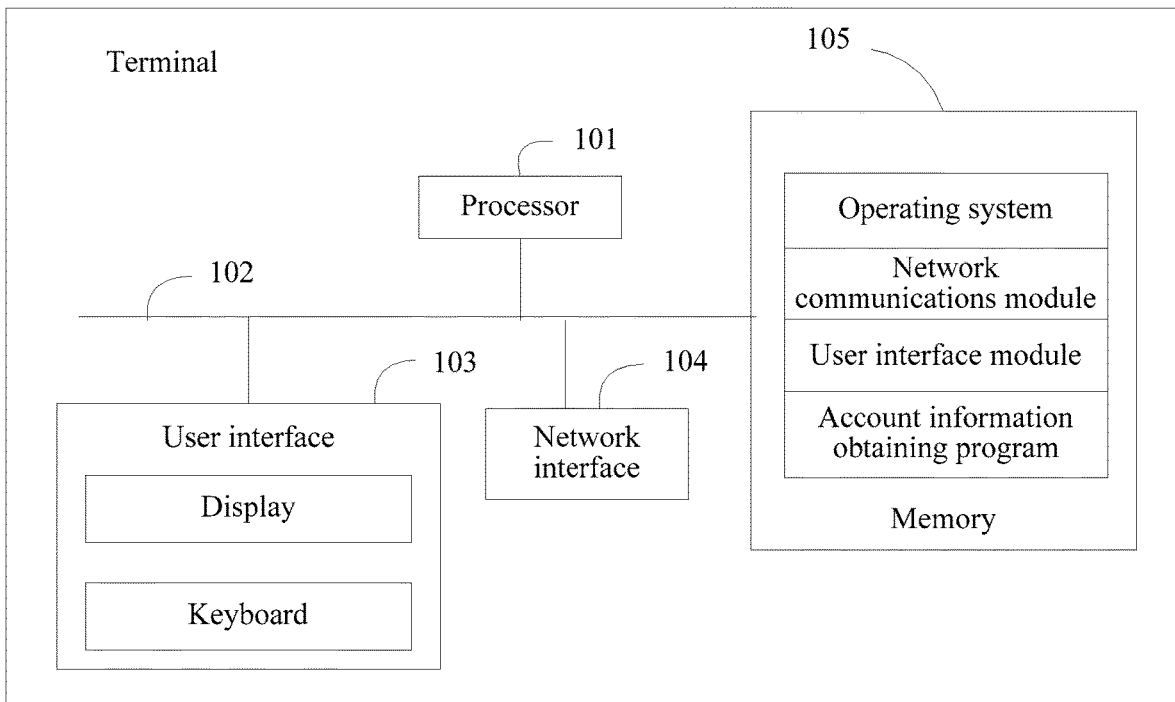 Terminal
105
101
Processor
Operating system
Network
communications module
User interface module
Account information
obtaining program
Memory
102
103
User interface
Display
Keyboard
104
Network
interface